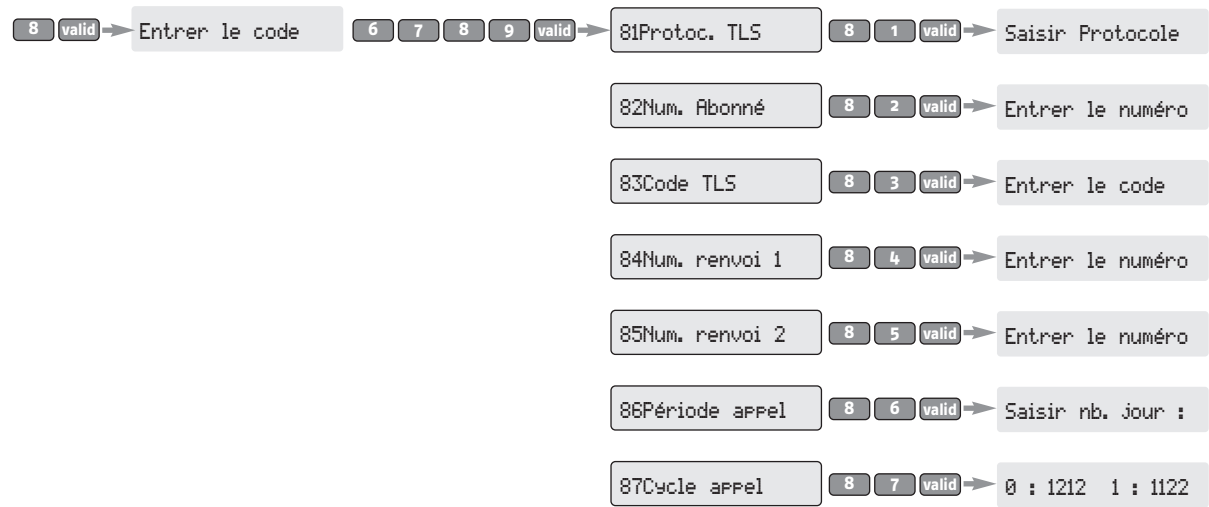 8 valid Entrer le code 6 7 8 9 valid 81Protoc. TLS 8 1 valid Saisir Protocole
82Num. Abonné 8 2 valid Entrer le numéro
83Code TLS 8 3 valid Entrer le code
84Num. renvoi 1 8 4 valid Entrer le numéro
85Num. renvoi 2 8 5 valid Entrer le numéro
86Période appel 8 6 valid Saisir nb. jour :
87Cycle appel 8 7 valid 0 : 1212 1 : 1122